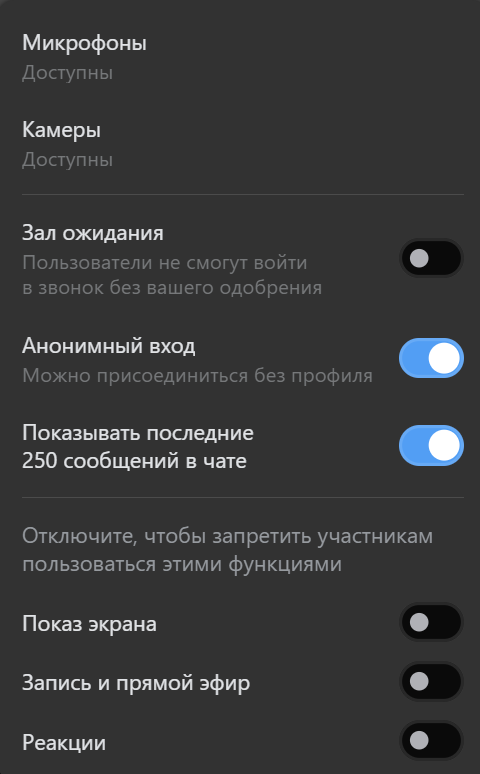 Микрофоны
Доступны
Камеры
Доступны
Зал ожидания
Пользователи не смогут войти
в звонок без вашего одобрения
Анонимный вход
Можно присоединиться без профиля
Показывать последние
250 сообщений в чате
Отключите, чтобы запретить участникам
пользоваться этими функциями
Показ экрана
Запись и прямой эфир
Реакции